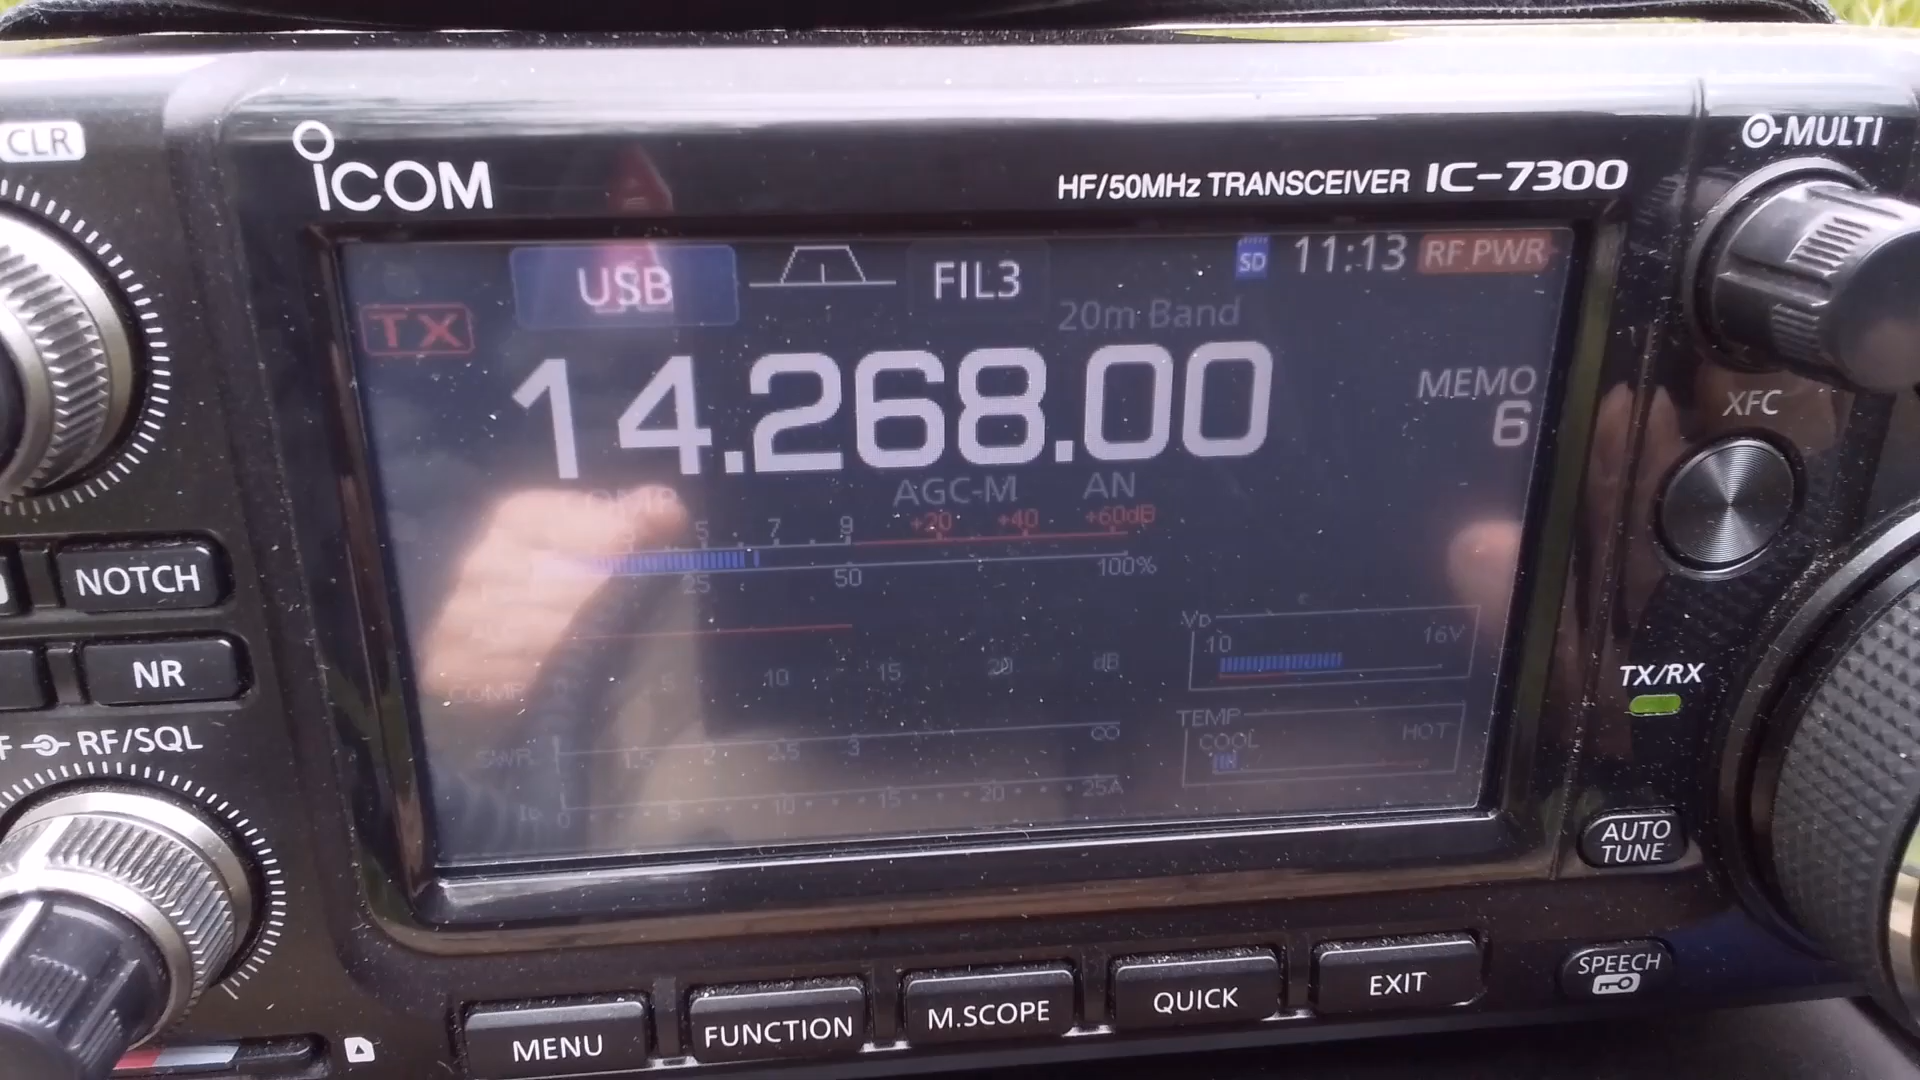 CLR
ICOM
HF/50MHz TRANSCEIVER IC-7300
MULTI
USB
FIL3
SD
11:13
RF PWR
TX
20m Band
14.268.00
MEMO
6
XFC
AGC-M
AN
5 7 9 +20 +40 +60dB
25 50 100%
NOTCH
NR
COMP 5 10 15 20 dB
SWR 1.5 2 2.5 3 ∞
ID 0 5 10 15 20 25A
VD
10 16V
TEMP
COOL HOT
TX/RX
RF/SQL
AUTO
TUNE
SPEECH
MENU
FUNCTION
M.SCOPE
QUICK
EXIT